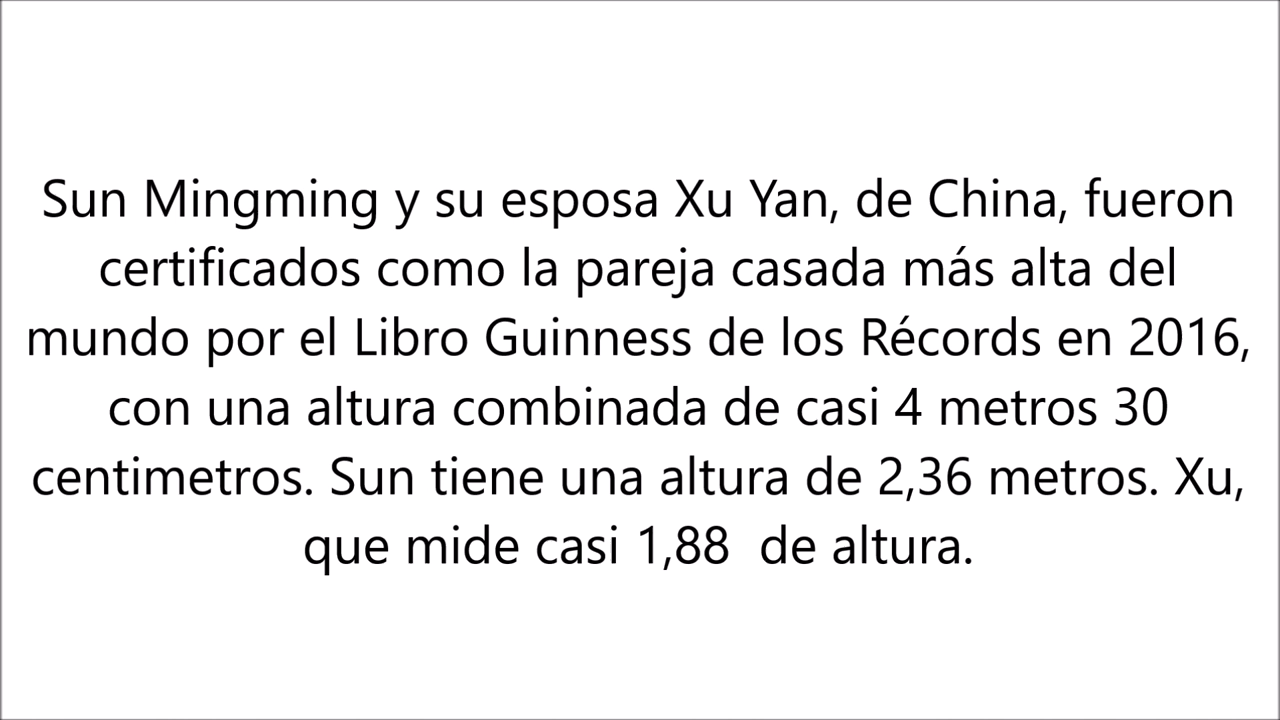 Sun Mingming y su esposa Xu Yan, de China, fueron
certificados como la pareja casada más alta del
mundo por el Libro Guinness de los Récords en 2016,
con una altura combinada de casi 4 metros 30
centimetros. Sun tiene una altura de 2,36 metros. Xu,
que mide casi 1,88  de altura.